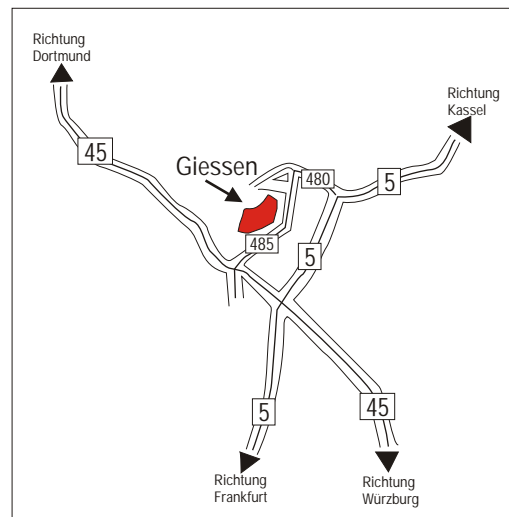 Richtung
Dortmund
Richtung
Kassel
45
Giessen
480
5
485
5
5
45
Richtung
Frankfurt
Richtung
Würzburg